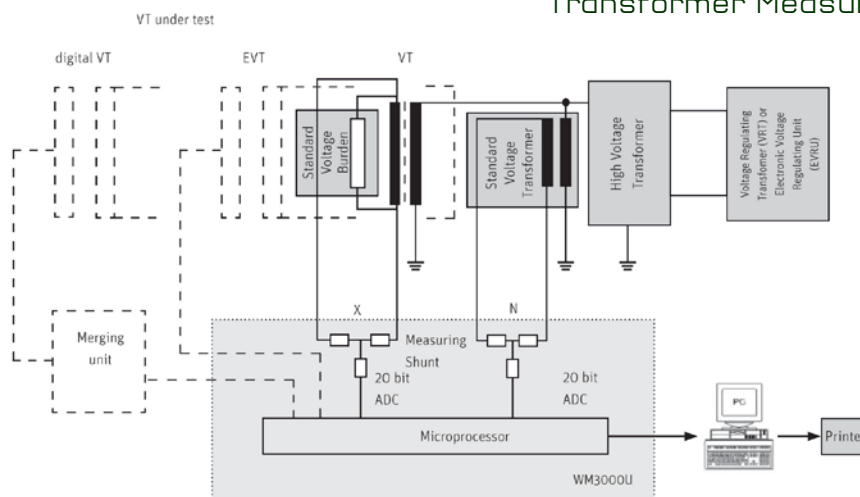 Transformer Measu
VT under test
digital VT
EVT
VT
Standard
Voltage
Burden
Standard
Voltage
Transformer
High Voltage
Transformer
Voltage Regulating
Transfomer (VRT) or
Electronic Voltage
Regulating Unit
(EVRU)
X
N
Merging
unit
Measuring
Shunt
20 bit
ADC
20 bit
ADC
Microprocessor
PC
Printe
WM3000U